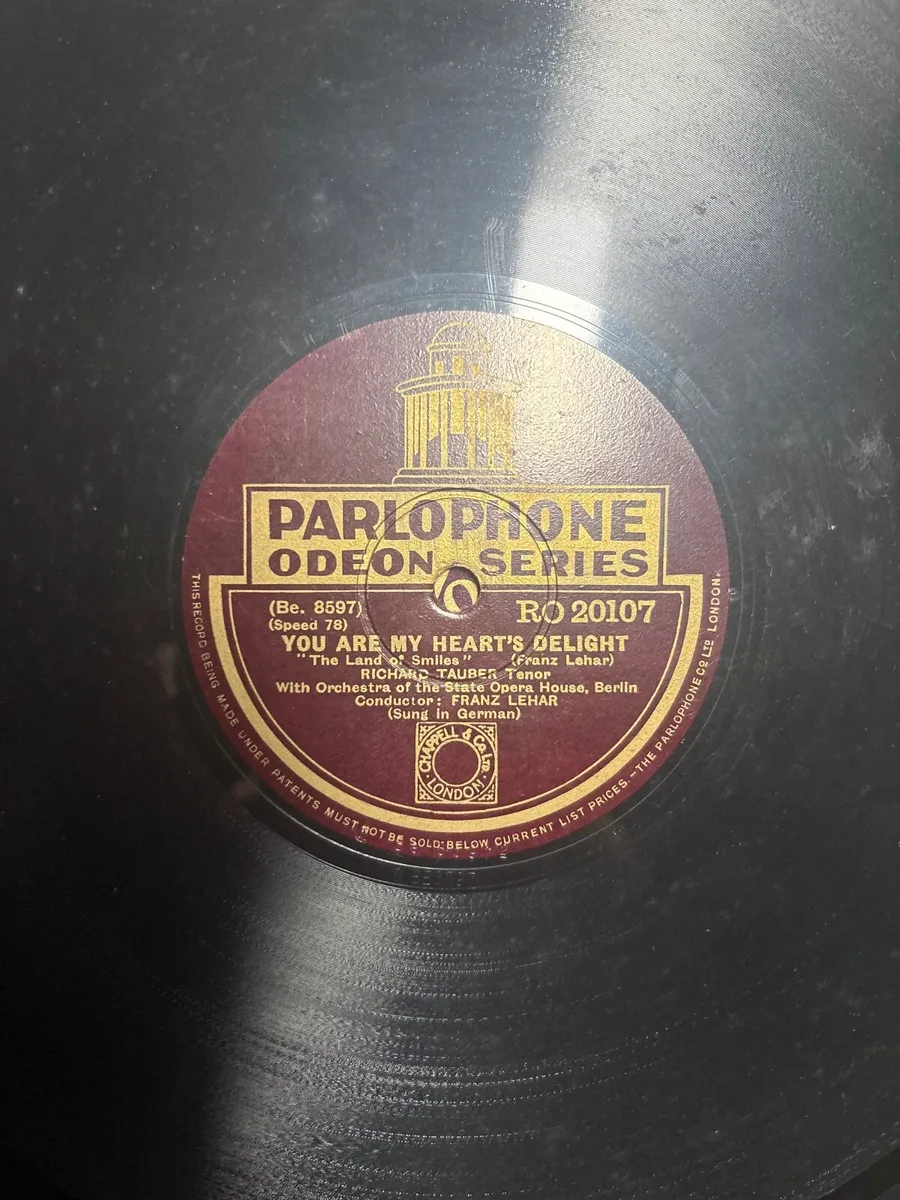 PARLOPHONE
ODEON SERIES
(Be. 8597)
RO 20107
(Speed 78)
YOU ARE MY HEART'S DELIGHT
"The Land of Smiles" (Franz Lehar)
RICHARD TAUBER Tenor
With Orchestra of the State Opera House, Berlin
Conductor: FRANZ LEHAR
(Sung in German)
CHAPPELL & CO. LTD
· LONDON ·
THIS RECORD BEING MADE UNDER PATENTS MUST NOT BE SOLD BELOW CURRENT LIST PRICES.—THE PARLOPHONE CO LTD LONDON.